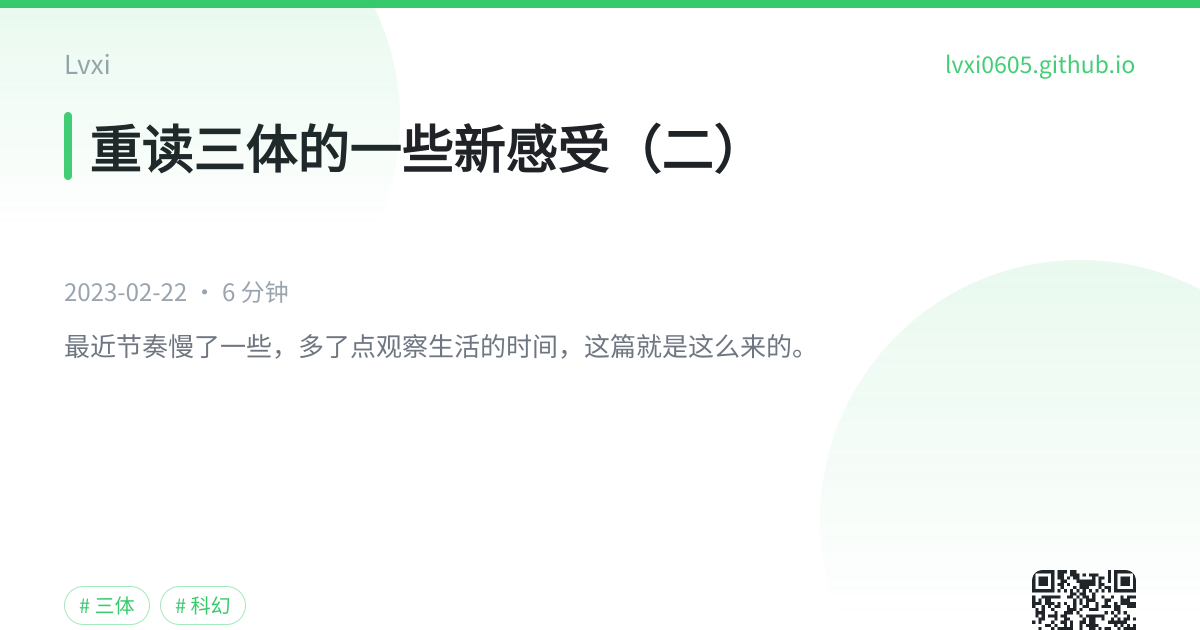 Lvxi
lvxi0605.github.io
重读三体的一些新感受（二）
2023-02-22 · 6 分钟
最近节奏慢了一些，多了点观察生活的时间，这篇就是这么来的。
# 三体
# 科幻